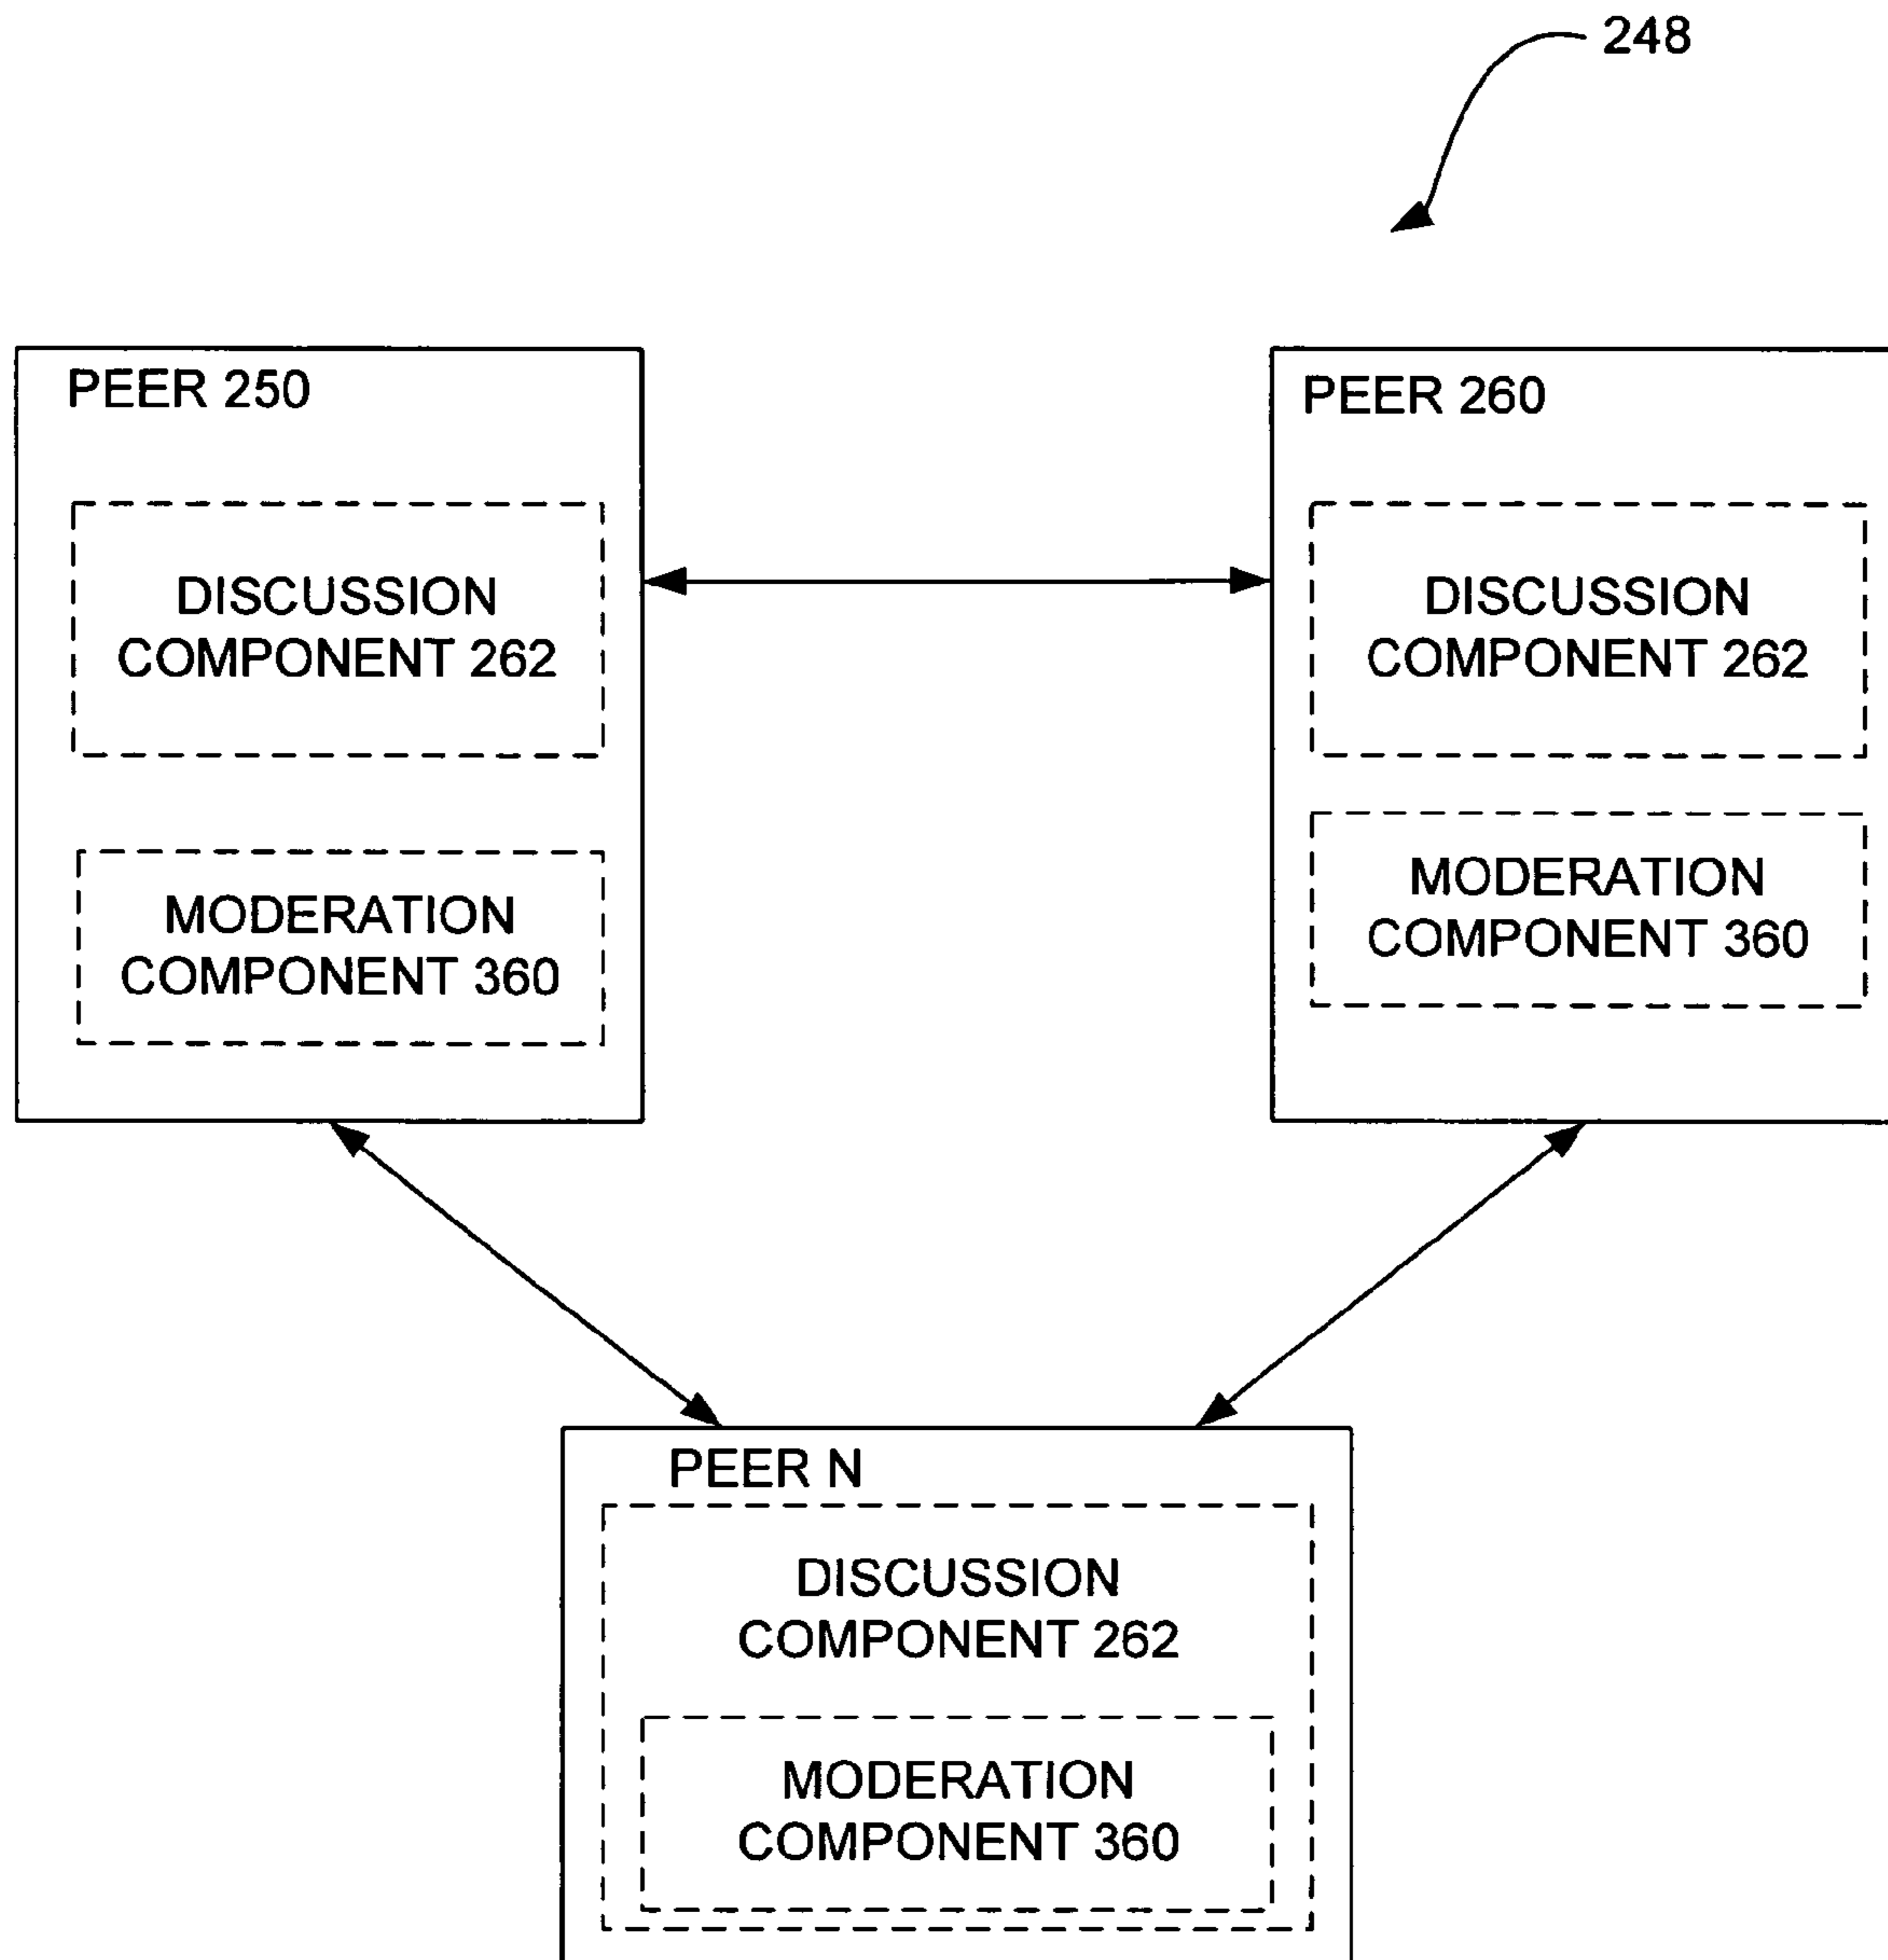 248
PEER 250
DISCUSSION
COMPONENT 262
MODERATION
COMPONENT 360
PEER 260
DISCUSSION
COMPONENT 262
MODERATION
COMPONENT 360
PEER N
DISCUSSION
COMPONENT 262
MODERATION
COMPONENT 360